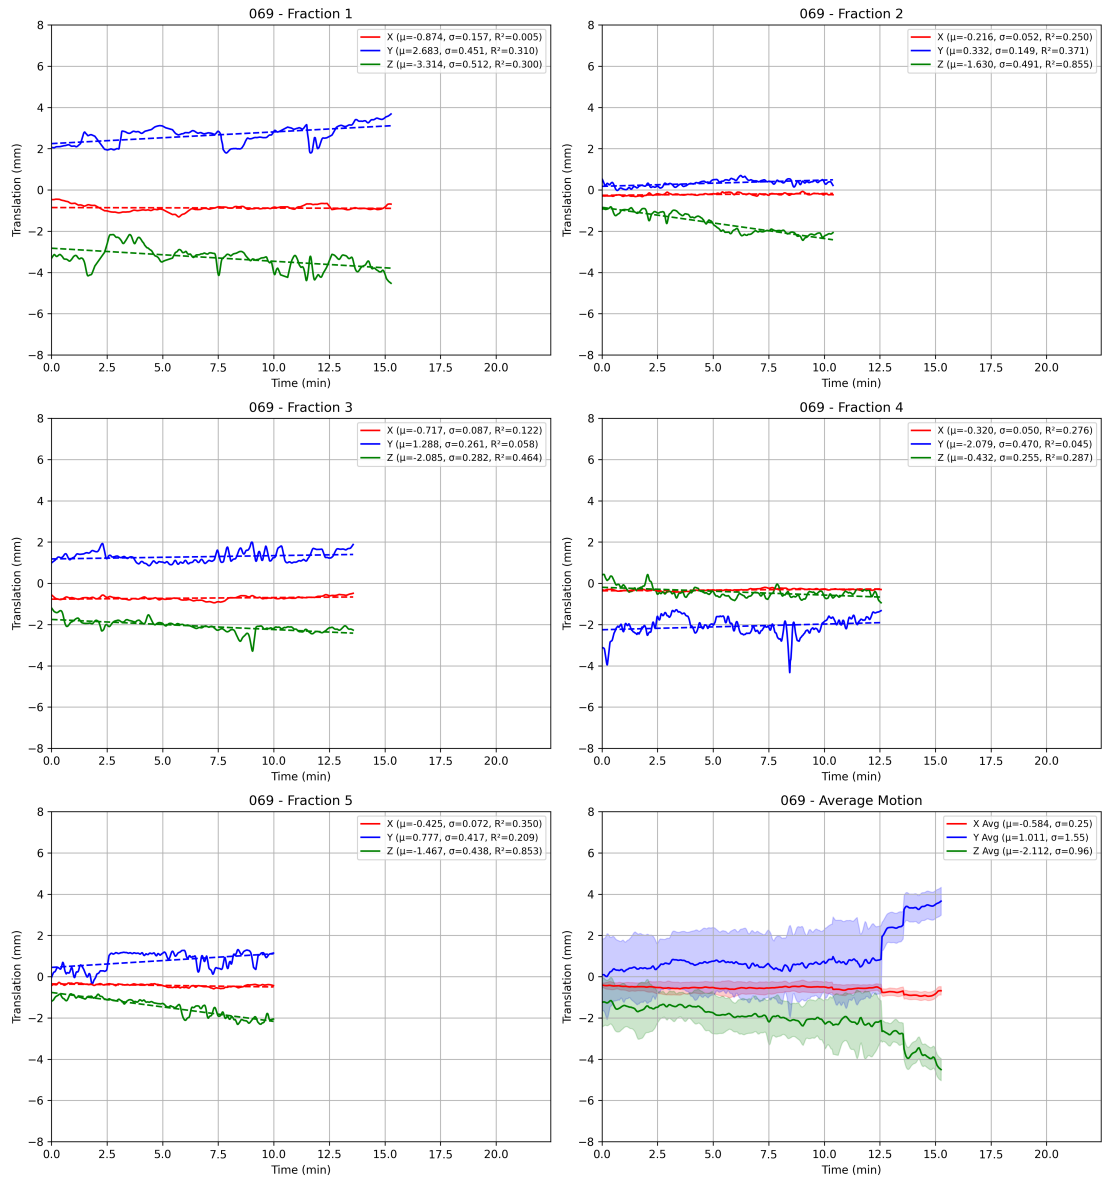 069 - Fraction 1
X (μ=-0.874, σ=0.157, R²=0.005)
Y (μ=2.683, σ=0.451, R²=0.310)
Z (μ=-3.314, σ=0.512, R²=0.300)
Translation (mm)
8
6
4
2
0
−2
−4
−6
−8
0.0 2.5 5.0 7.5 10.0 12.5 15.0 17.5 20.0
Time (min)
069 - Fraction 2
X (μ=-0.216, σ=0.052, R²=0.250)
Y (μ=0.332, σ=0.149, R²=0.371)
Z (μ=-1.630, σ=0.491, R²=0.855)
Translation (mm)
8
6
4
2
0
−2
−4
−6
−8
0.0 2.5 5.0 7.5 10.0 12.5 15.0 17.5 20.0
Time (min)
069 - Fraction 3
X (μ=-0.717, σ=0.087, R²=0.122)
Y (μ=1.288, σ=0.261, R²=0.058)
Z (μ=-2.085, σ=0.282, R²=0.464)
Translation (mm)
8
6
4
2
0
−2
−4
−6
−8
0.0 2.5 5.0 7.5 10.0 12.5 15.0 17.5 20.0
Time (min)
069 - Fraction 4
X (μ=-0.320, σ=0.050, R²=0.276)
Y (μ=-2.079, σ=0.470, R²=0.045)
Z (μ=-0.432, σ=0.255, R²=0.287)
Translation (mm)
8
6
4
2
0
−2
−4
−6
−8
0.0 2.5 5.0 7.5 10.0 12.5 15.0 17.5 20.0
Time (min)
069 - Fraction 5
X (μ=-0.425, σ=0.072, R²=0.350)
Y (μ=0.777, σ=0.417, R²=0.209)
Z (μ=-1.467, σ=0.438, R²=0.853)
Translation (mm)
8
6
4
2
0
−2
−4
−6
−8
0.0 2.5 5.0 7.5 10.0 12.5 15.0 17.5 20.0
Time (min)
069 - Average Motion
X Avg (μ=-0.584, σ=0.25)
Y Avg (μ=1.011, σ=1.55)
Z Avg (μ=-2.112, σ=0.96)
Translation (mm)
8
6
4
2
0
−2
−4
−6
−8
0.0 2.5 5.0 7.5 10.0 12.5 15.0 17.5 20.0
Time (min)